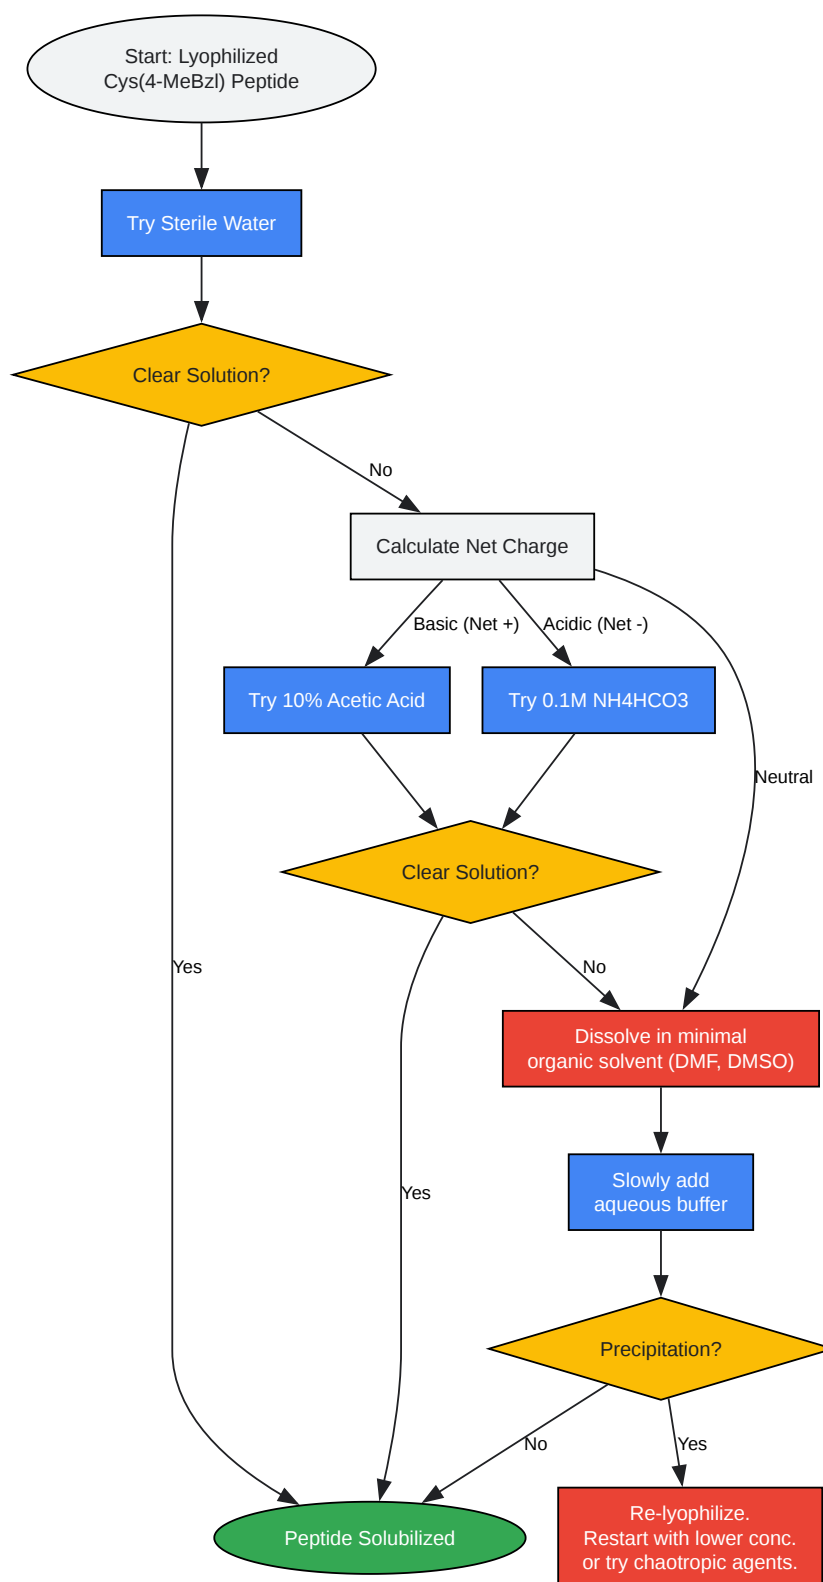 Start: Lyophilized
Cys(4-MeBzl) Peptide
Try Sterile Water
Clear Solution?
No
Calculate Net Charge
Basic (Net +)
Acidic (Net -)
Try 10% Acetic Acid
Try 0.1M NH4HCO3
Neutral
Clear Solution?
Yes
No
Dissolve in minimal
organic solvent (DMF, DMSO)
Yes
Slowly add
aqueous buffer
Precipitation?
No
Yes
Peptide Solubilized
Re-lyophilize.
Restart with lower conc.
or try chaotropic agents.